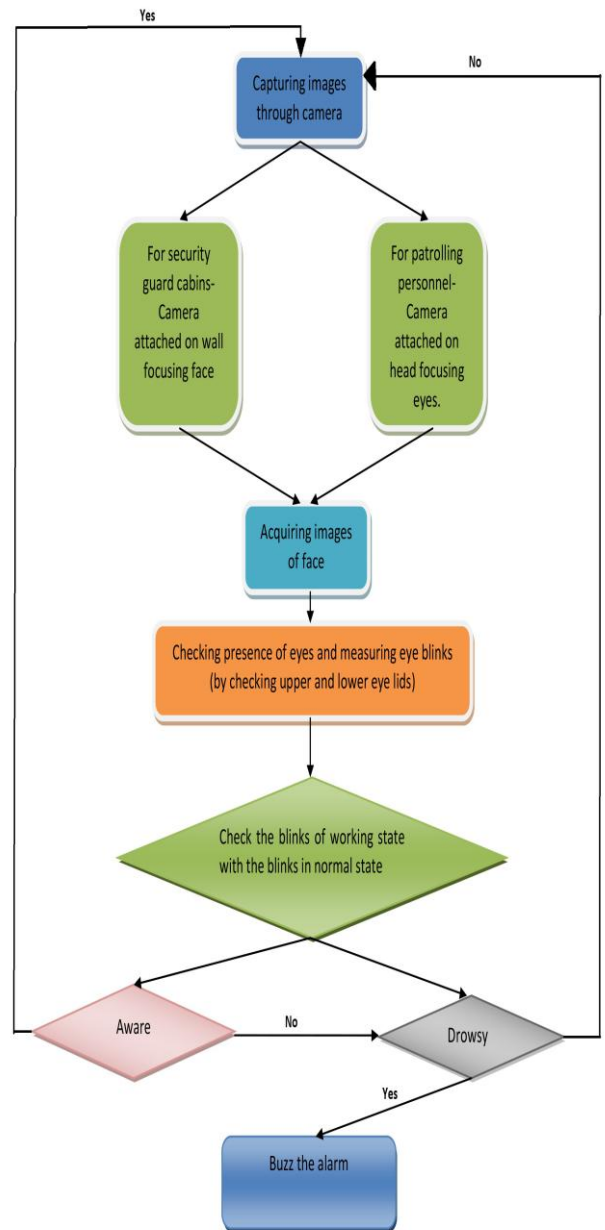 Yes
No
Capturing images
through camera
For security
guard cabins-
Camera
attached on wall
focusing face
For patrolling
personnel-
Camera
attached on
head focusing
eyes.
Acquiring images
of face
Checking presence of eyes and measuring eye blinks
(by checking upper and lower eye lids)
Check the blinks of working state
with the blinks in normal state
Aware
No
Drowsy
Yes
Buzz the alarm